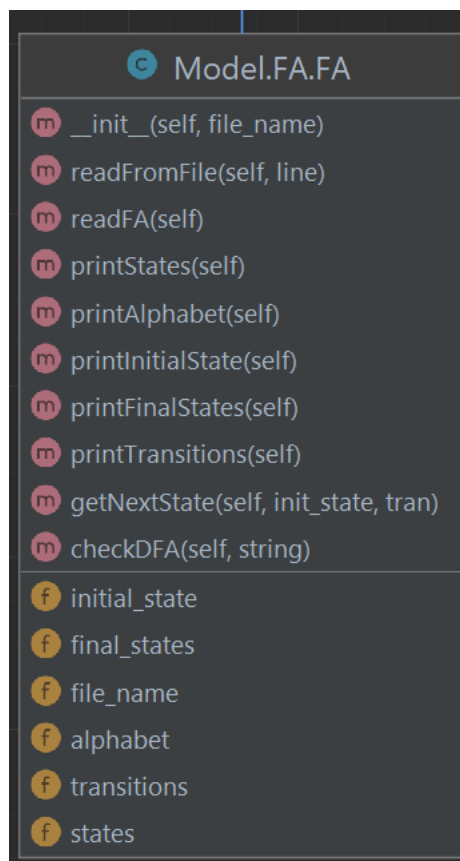 C Model.FA.FA
m __init__(self, file_name)
m readFromFile(self, line)
m readFA(self)
m printStates(self)
m printAlphabet(self)
m printInitialState(self)
m printFinalStates(self)
m printTransitions(self)
m getNextState(self, init_state, tran)
m checkDFA(self, string)
f initial_state
f final_states
f file_name
f alphabet
f transitions
f states